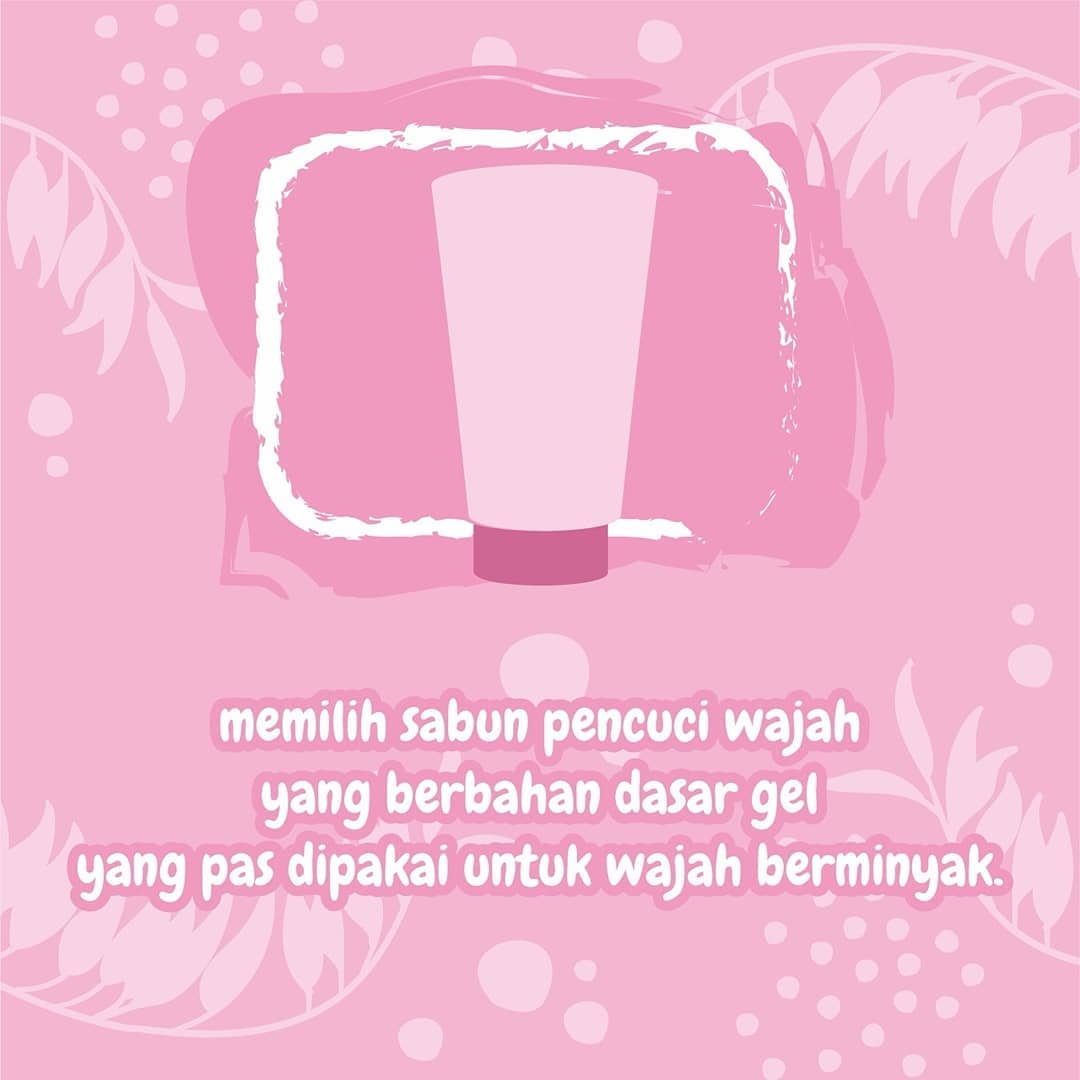 memilih sabun pencuci wajah
yang berbahan dasar gel
yang pas dipakai untuk wajah berminyak.